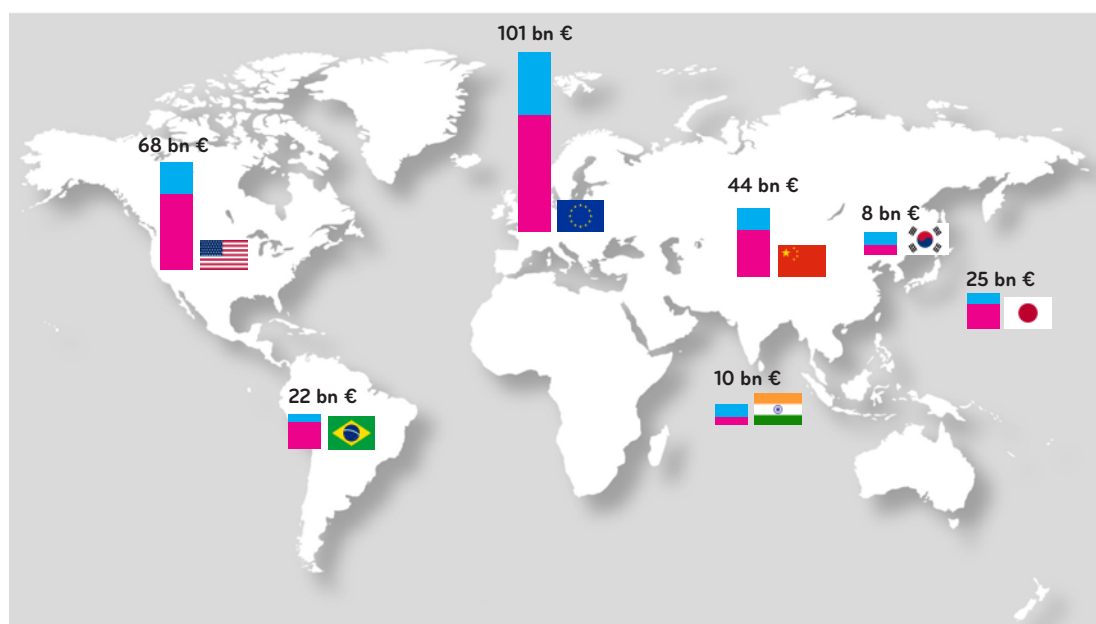 101 bn €
68 bn €
44 bn €
8 bn €
25 bn €
10 bn €
22 bn €